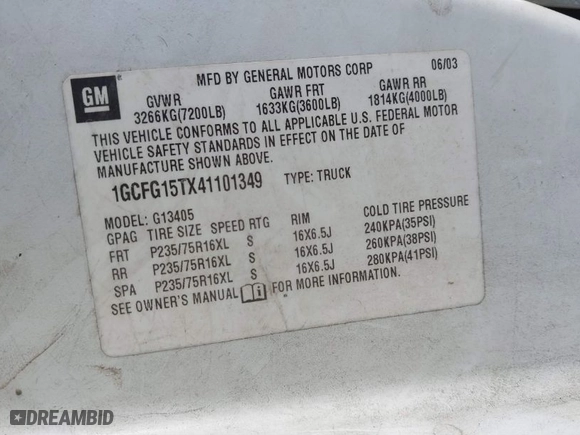 GM
MFD BY GENERAL MOTORS CORP 06/03
GVWR GAWR FRT GAWR RR
3266KG(7200LB) 1633KG(3600LB) 1814KG(4000LB)
THIS VEHICLE CONFORMS TO ALL APPLICABLE U.S. FEDERAL MOTOR
VEHICLE SAFETY STANDARDS IN EFFECT ON THE DATE OF
MANUFACTURE SHOWN ABOVE.
1GCFG15TX41101349 TYPE: TRUCK
MODEL: G13405
GPAG TIRE SIZE SPEED RTG RIM COLD TIRE PRESSURE
FRT P235/75R16XL S 16X6.5J 240KPA(35PSI)
RR P235/75R16XL S 16X6.5J 260KPA(38PSI)
SPA P235/75R16XL S 16X6.5J 280KPA(41PSI)
SEE OWNER'S MANUAL FOR MORE INFORMATION.
DREAMBID